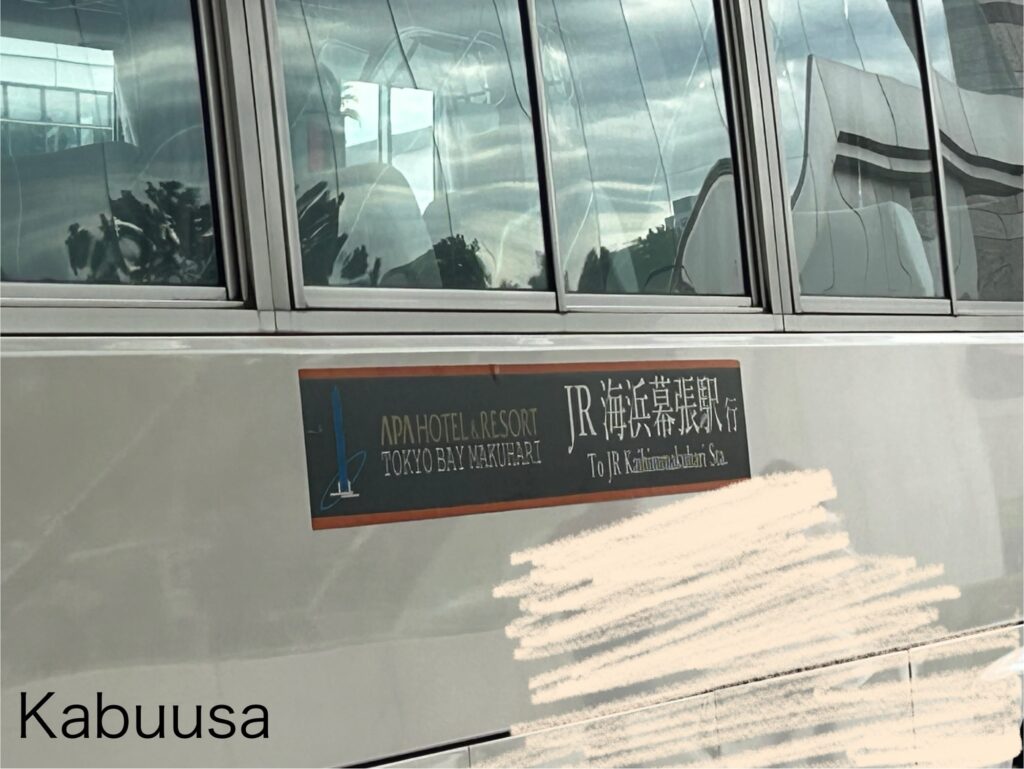 APA HOTEL & RESORT
TOKYO BAY MAKUHARI
JR 海浜幕張駅行
To JR Kaihinmakuhari Sta.
Kabuusa